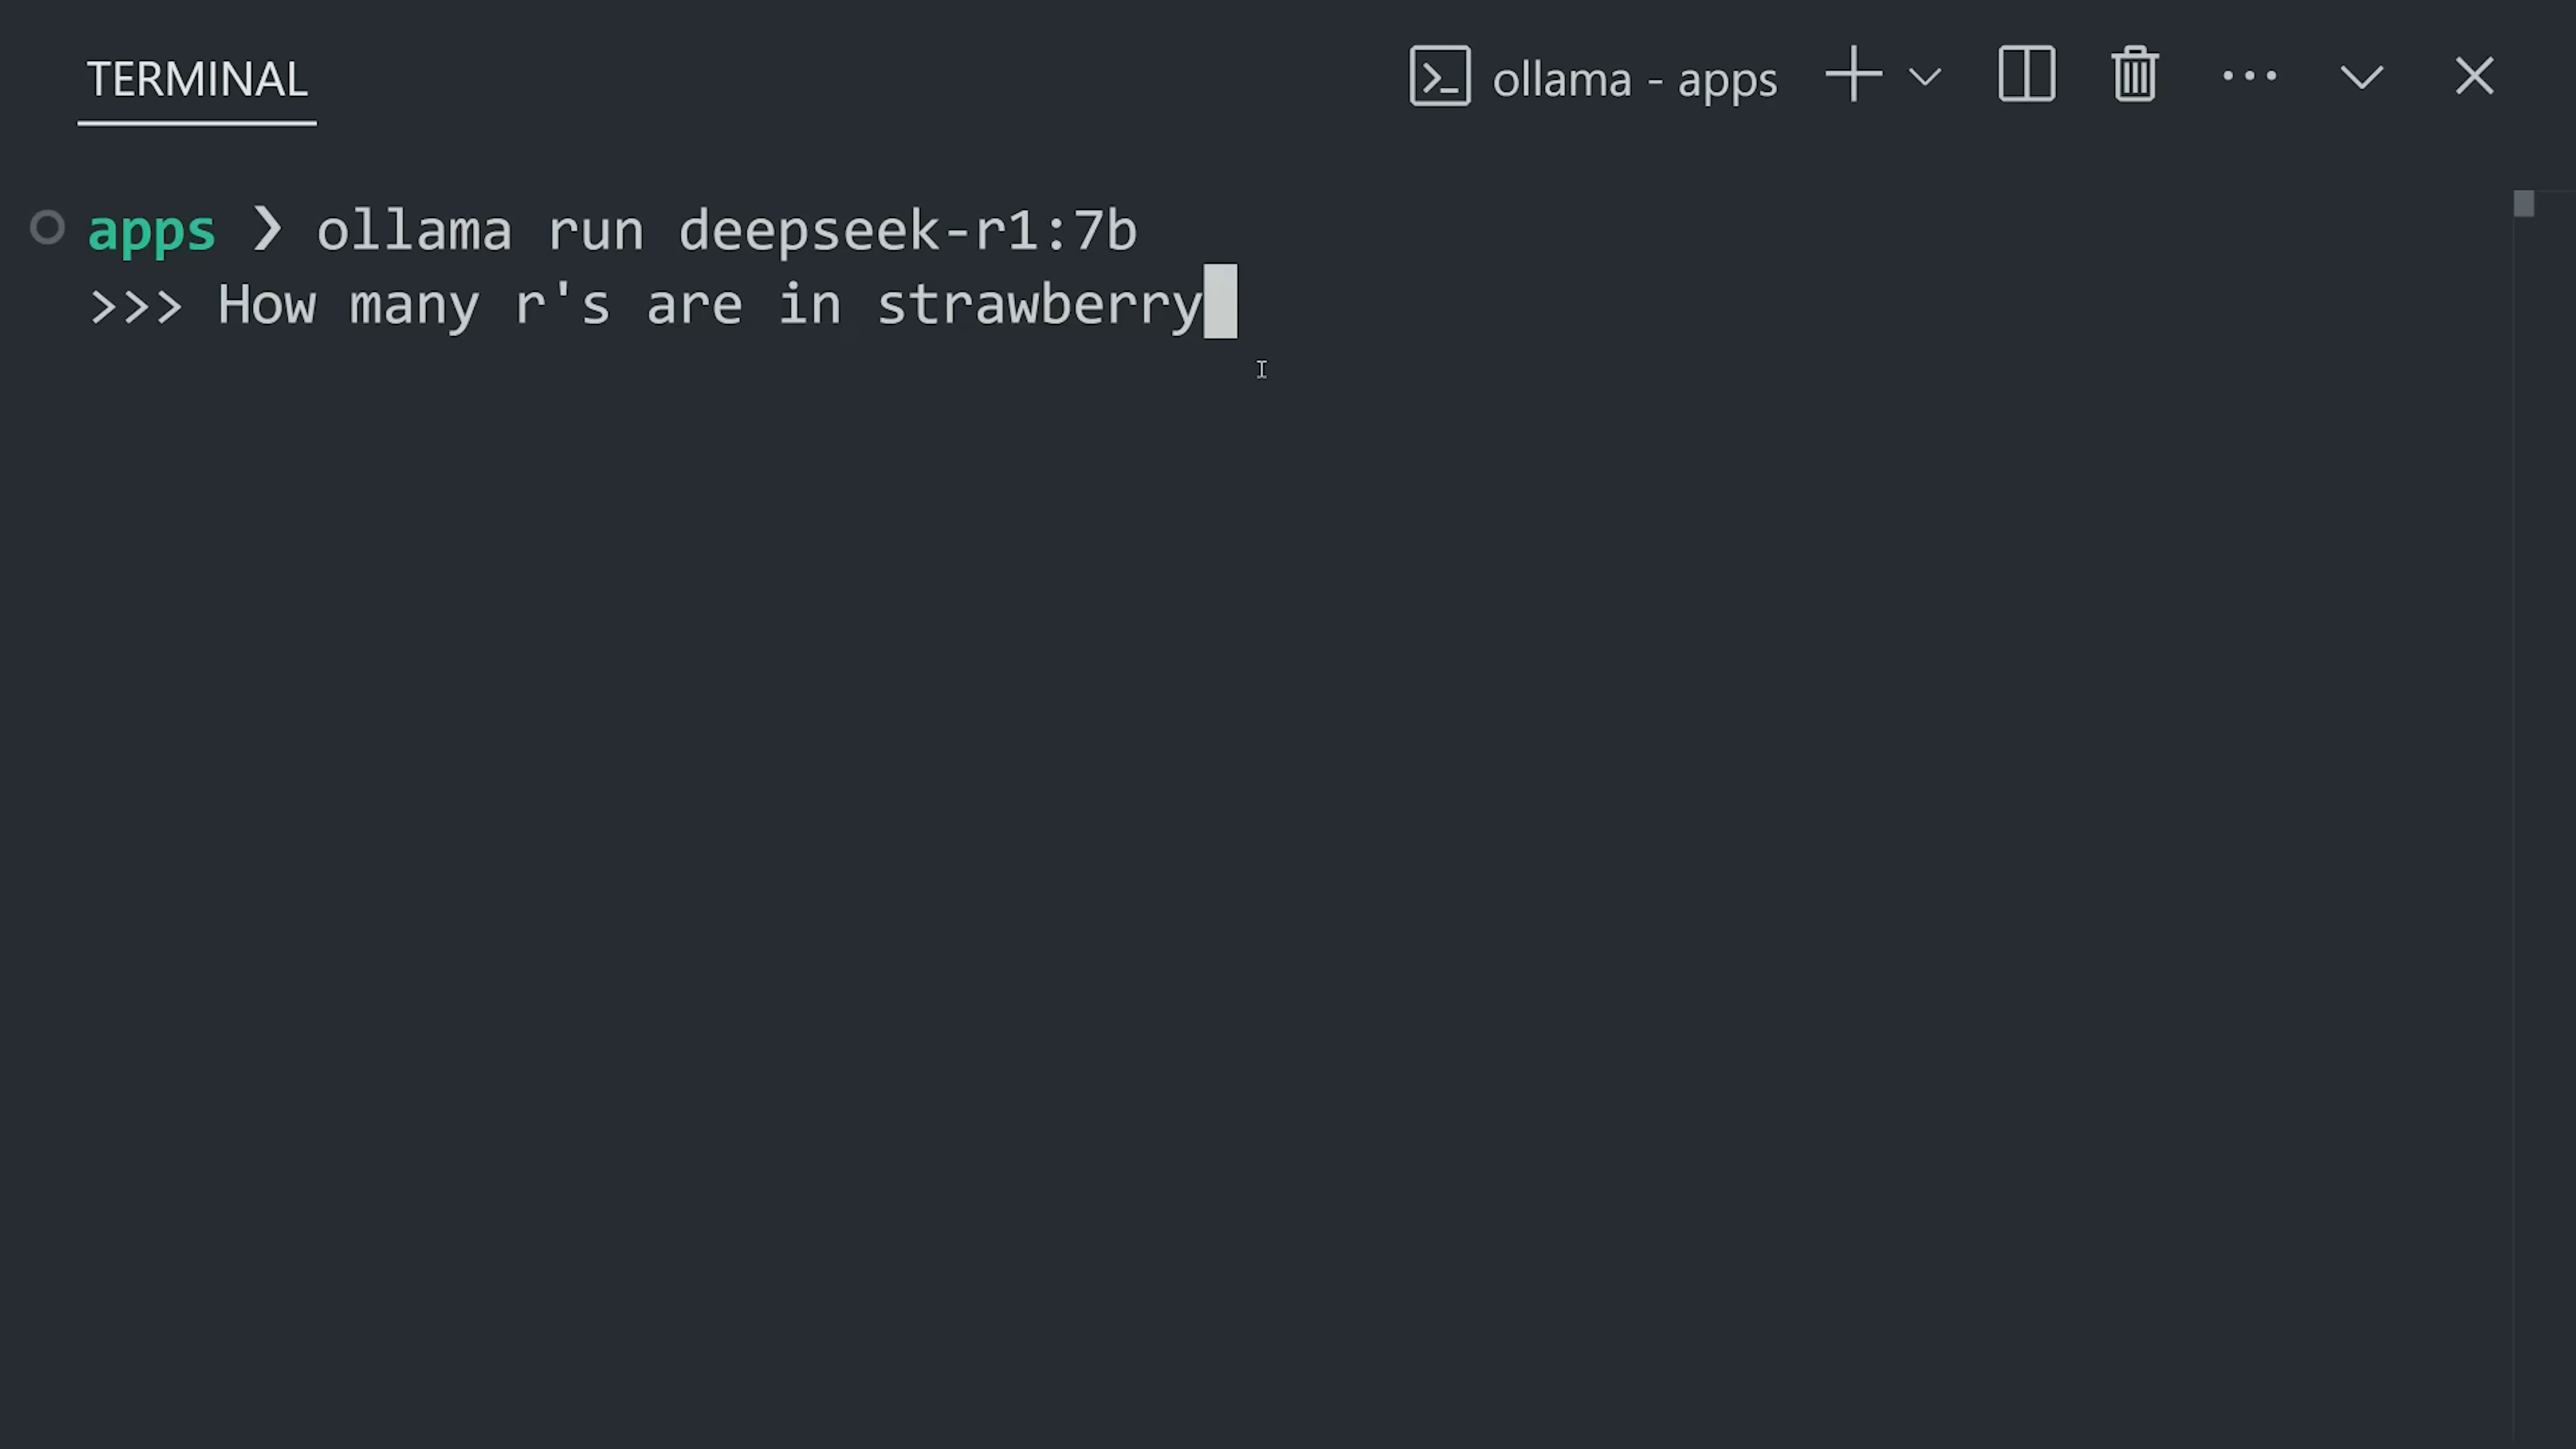 TERMINAL
ollama - apps
apps ❯ ollama run deepseek-r1:7b
>>> How many r's are in strawberry